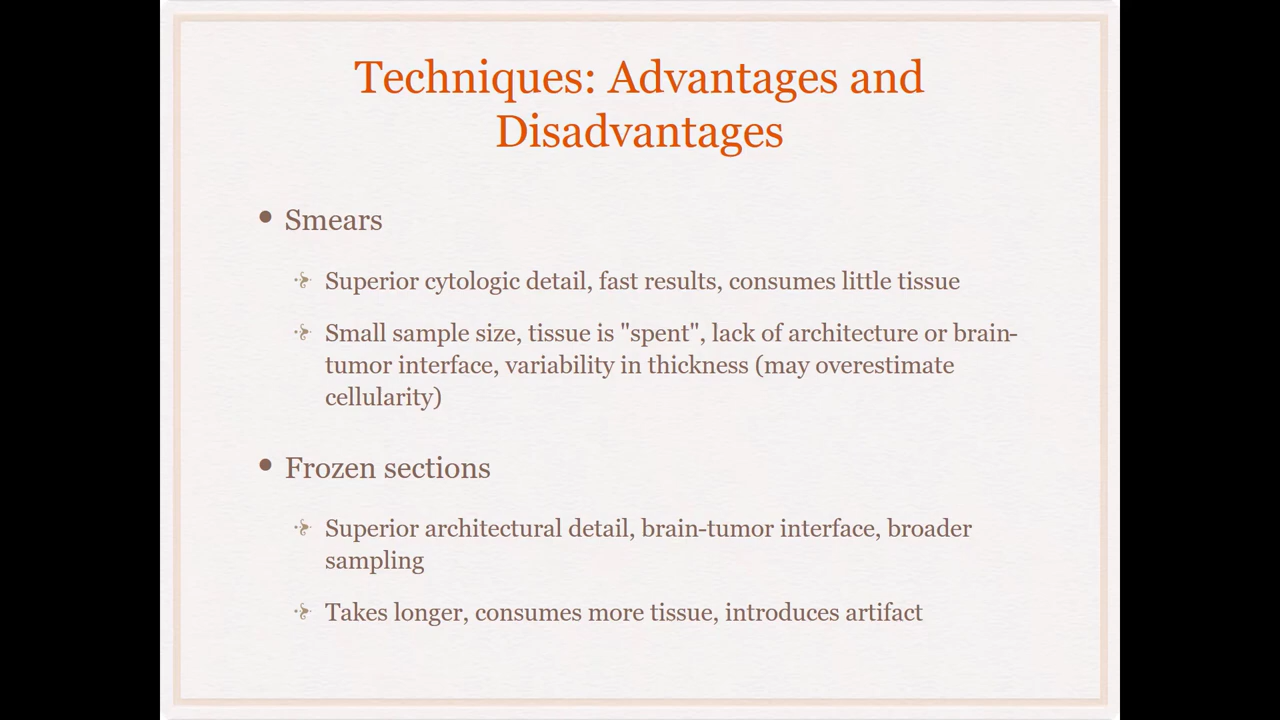 Techniques: Advantages and
Disadvantages
• Smears
Superior cytologic detail, fast results, consumes little tissue
Small sample size, tissue is "spent", lack of architecture or brain-
tumor interface, variability in thickness (may overestimate
cellularity)
• Frozen sections
Superior architectural detail, brain-tumor interface, broader
sampling
Takes longer, consumes more tissue, introduces artifact